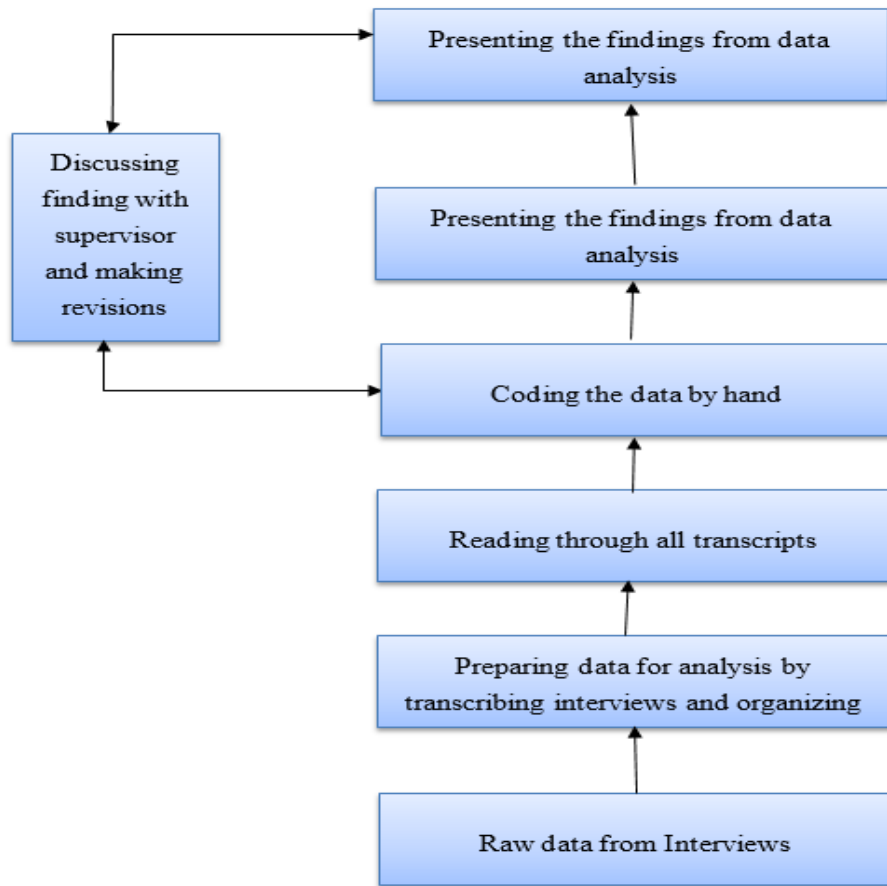 Presenting the findings from data
analysis
Discussing
finding with
supervisor
and making
revisions
Presenting the findings from data
analysis
Coding the data by hand
Reading through all transcripts
Preparing data for analysis by
transcribing interviews and organizing
Raw data from Interviews